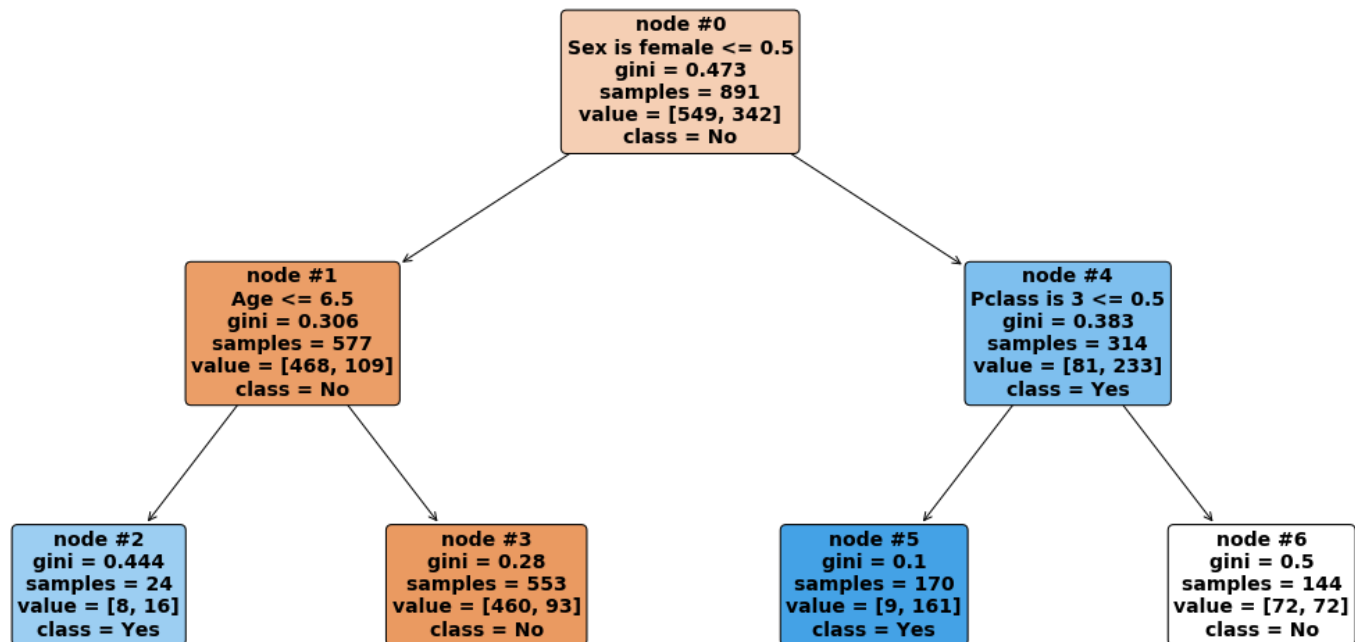 node #0
Sex is female <= 0.5
gini = 0.473
samples = 891
value = [549, 342]
class = No
node #1
Age <= 6.5
gini = 0.306
samples = 577
value = [468, 109]
class = No
node #4
Pclass is 3 <= 0.5
gini = 0.383
samples = 314
value = [81, 233]
class = Yes
node #2
gini = 0.444
samples = 24
value = [8, 16]
class = Yes
node #3
gini = 0.28
samples = 553
value = [460, 93]
class = No
node #5
gini = 0.1
samples = 170
value = [9, 161]
class = Yes
node #6
gini = 0.5
samples = 144
value = [72, 72]
class = No